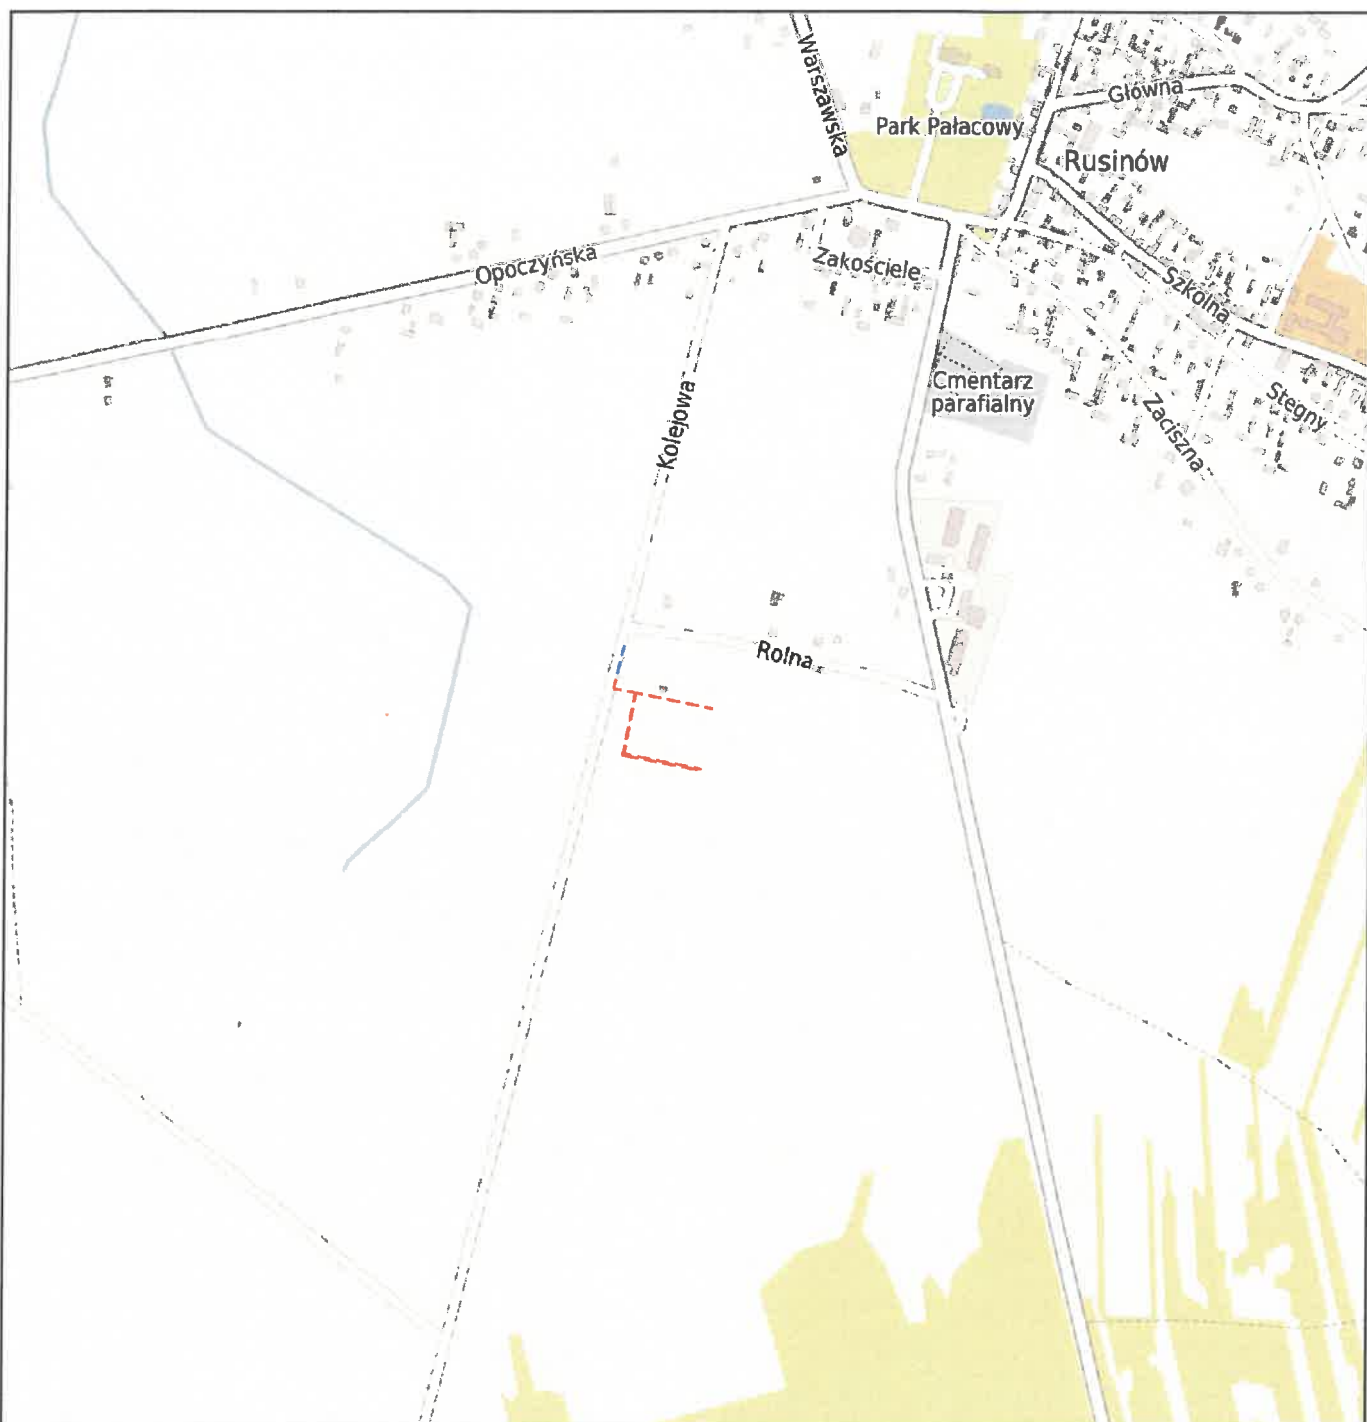 Warszawska
Główna
Park Pałacowy
Rusinów
Opoczyńska
Zakościele
Szkolna
Kolejowa
Cmentarz
parafialny
Zaciszna
Stegny
Rolna